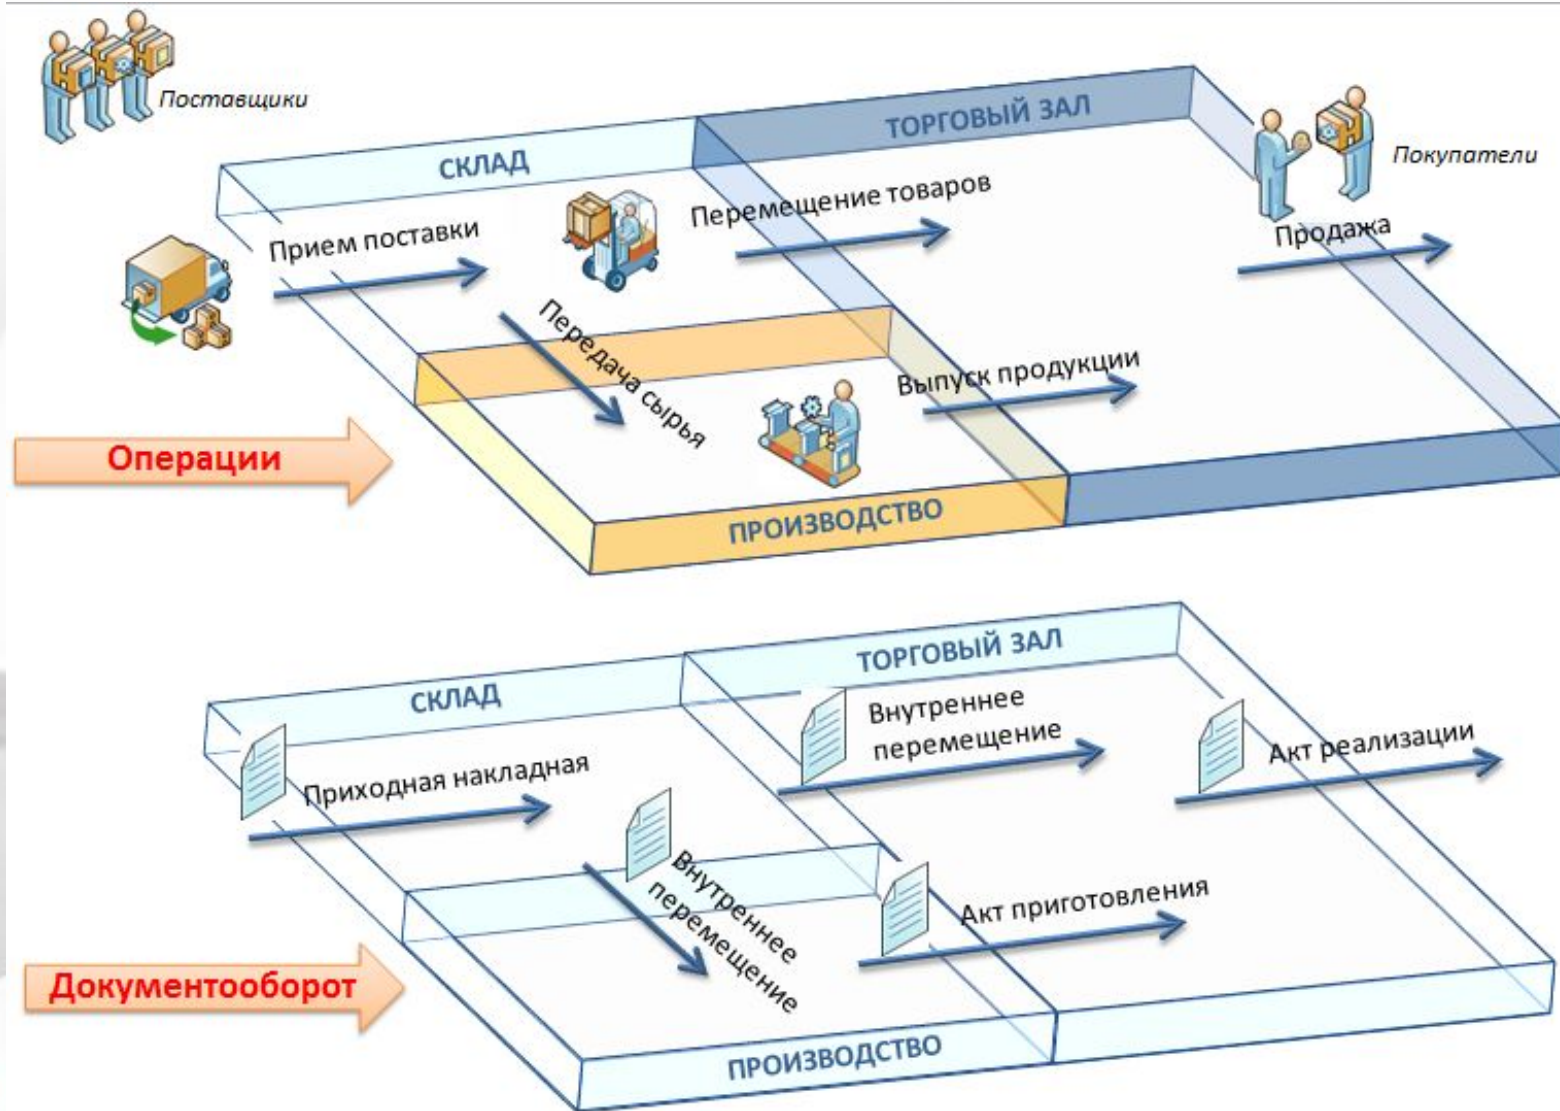 Поставщики
ТОРГОВЫЙ ЗАЛ
СКЛАД
Покупатели
Прием поставки
Перемещение товаров
Продажа
Передача сырья
Выпуск продукции
Операции
ПРОИЗВОДСТВО
ТОРГОВЫЙ ЗАЛ
СКЛАД
Внутреннее
перемещение
Акт реализации
Приходная накладная
Внутреннее
перемещение
Акт приготовления
Документооборот
ПРОИЗВОДСТВО